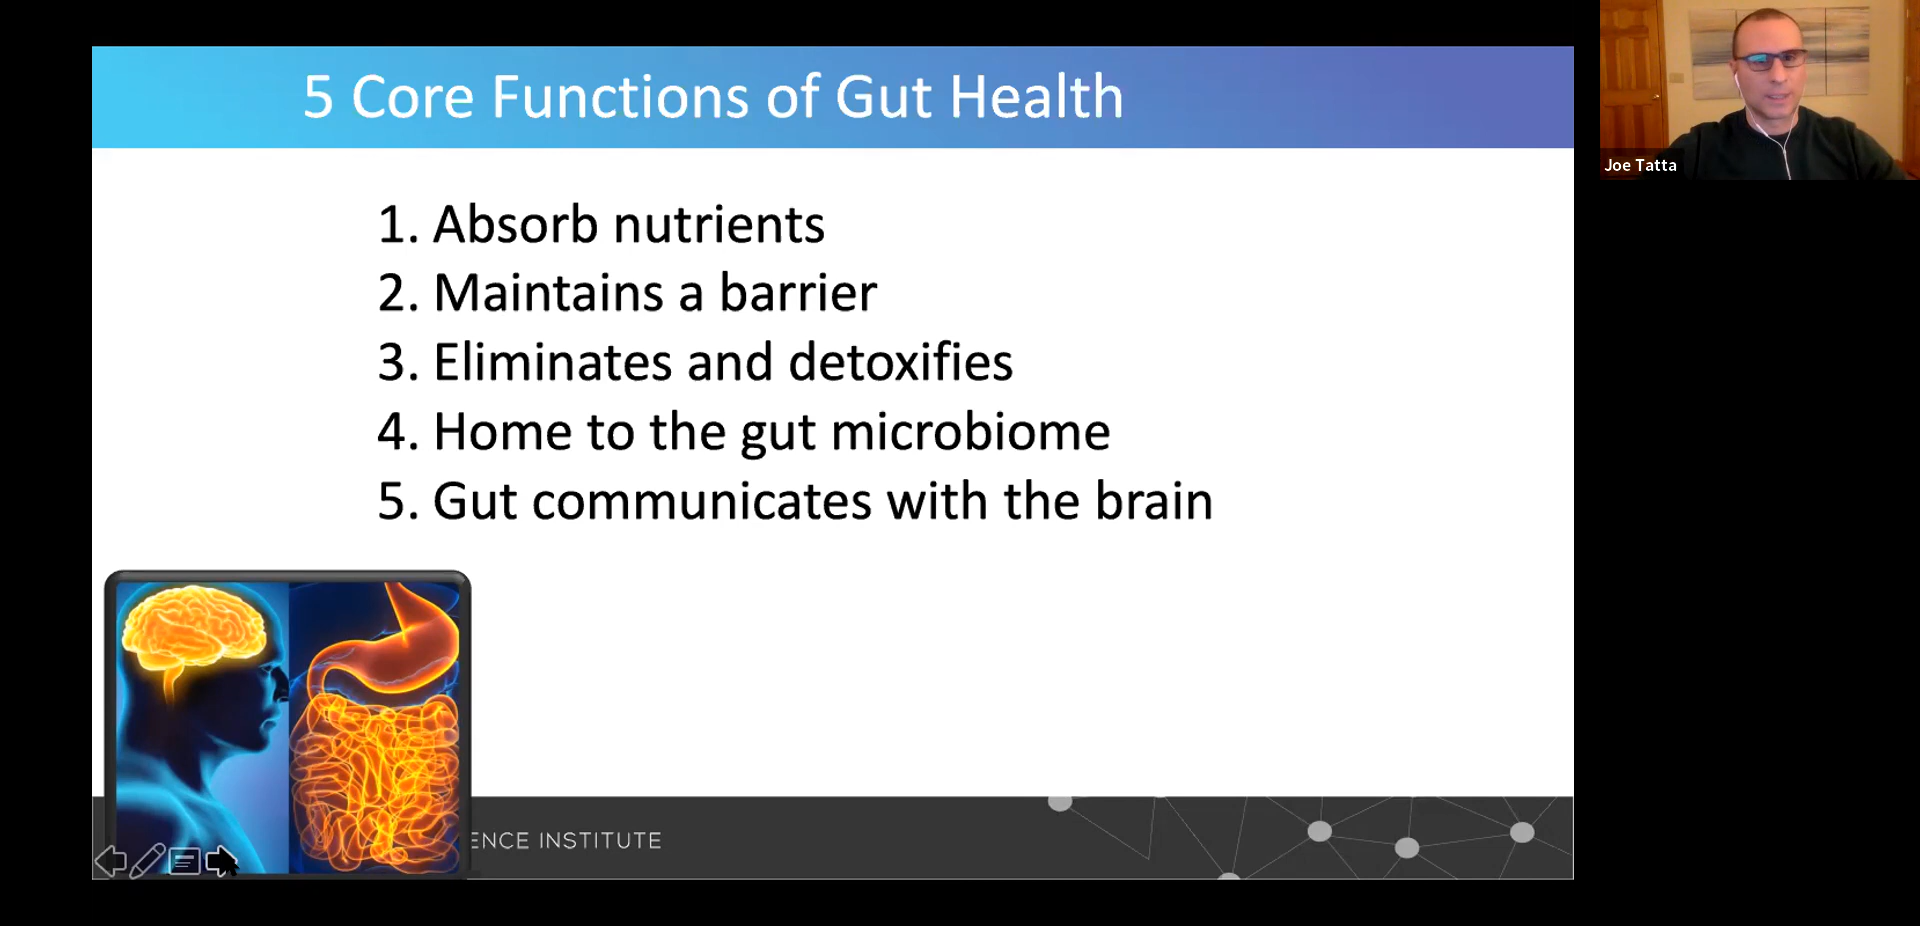 5 Core Functions of Gut Health
1. Absorb nutrients
2. Maintains a barrier
3. Eliminates and detoxifies
4. Home to the gut microbiome
5. Gut communicates with the brain
ENCE INSTITUTE
Joe Tatta